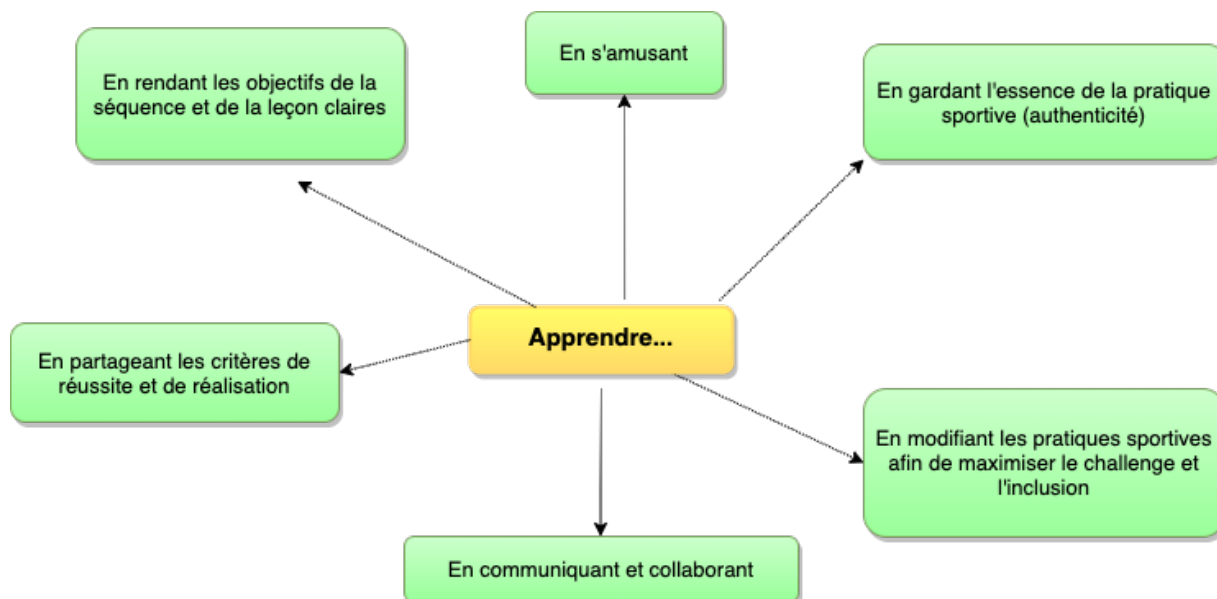 En s'amusant
En rendant les objectifs de la
séquence et de la leçon claires
En gardant l'essence de la pratique
sportive (authenticité)
Apprendre...
En partageant les critères de
réussite et de réalisation
En modifiant les pratiques sportives
afin de maximiser le challenge et
l'inclusion
En communiquant et collaborant